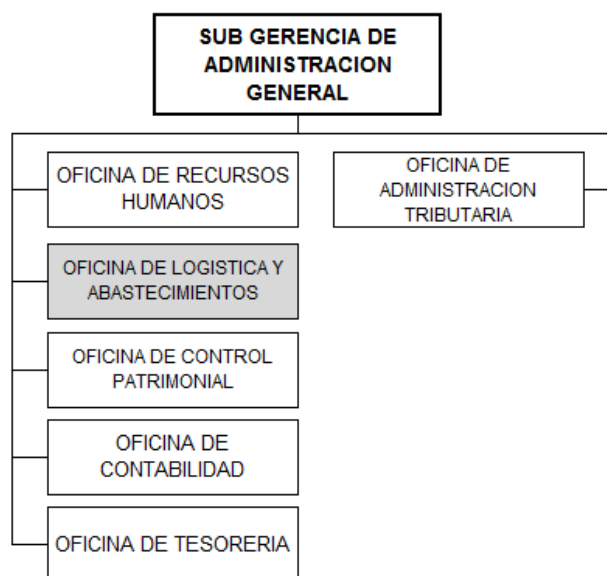 SUB GERENCIA DE
ADMINISTRACION
GENERAL
OFICINA DE RECURSOS
HUMANOS
OFICINA DE
ADMINISTRACION
TRIBUTARIA
OFICINA DE LOGISTICA Y
ABASTECIMIENTOS
OFICINA DE CONTROL
PATRIMONIAL
OFICINA DE
CONTABILIDAD
OFICINA DE TESORERIA